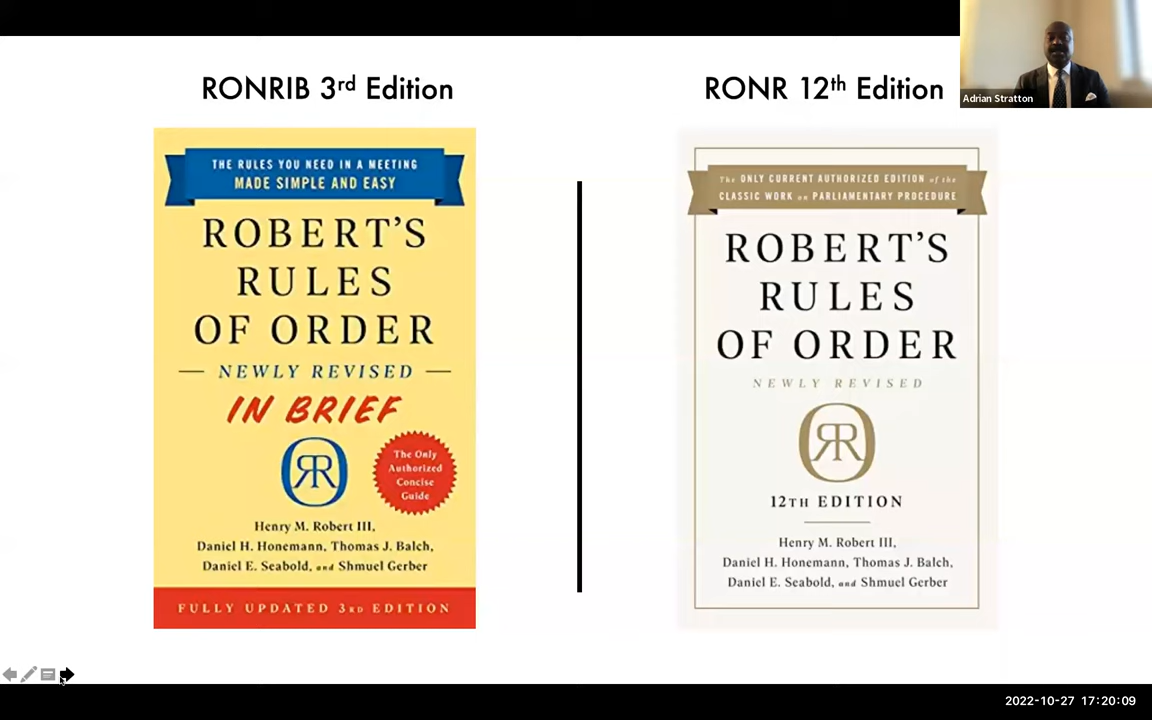 RONRIB 3rd Edition
THE RULES YOU NEED IN A MEETING
MADE SIMPLE AND EASY
ROBERT'S
RULES
OF ORDER
NEWLY REVISED
IN BRIEF
The Only
Authorized
Concise
Guide
Henry M. Robert III,
Daniel H. Honemann, Thomas J. Balch,
Daniel E. Seabold, and Shmuel Gerber
FULLY UPDATED 3RD EDITION
RONR 12th Edition
The ONLY CURRENT AUTHORIZED EDITION of the
CLASSIC WORK on PARLIAMENTARY PROCEDURE
ROBERT'S
RULES
OF ORDER
NEWLY REVISED
12TH EDITION
Henry M. Robert III,
Daniel H. Honemann, Thomas J. Balch,
Daniel E. Seabold, and Shmuel Gerber
Adrian Stratton
2022-10-27 17:20:09